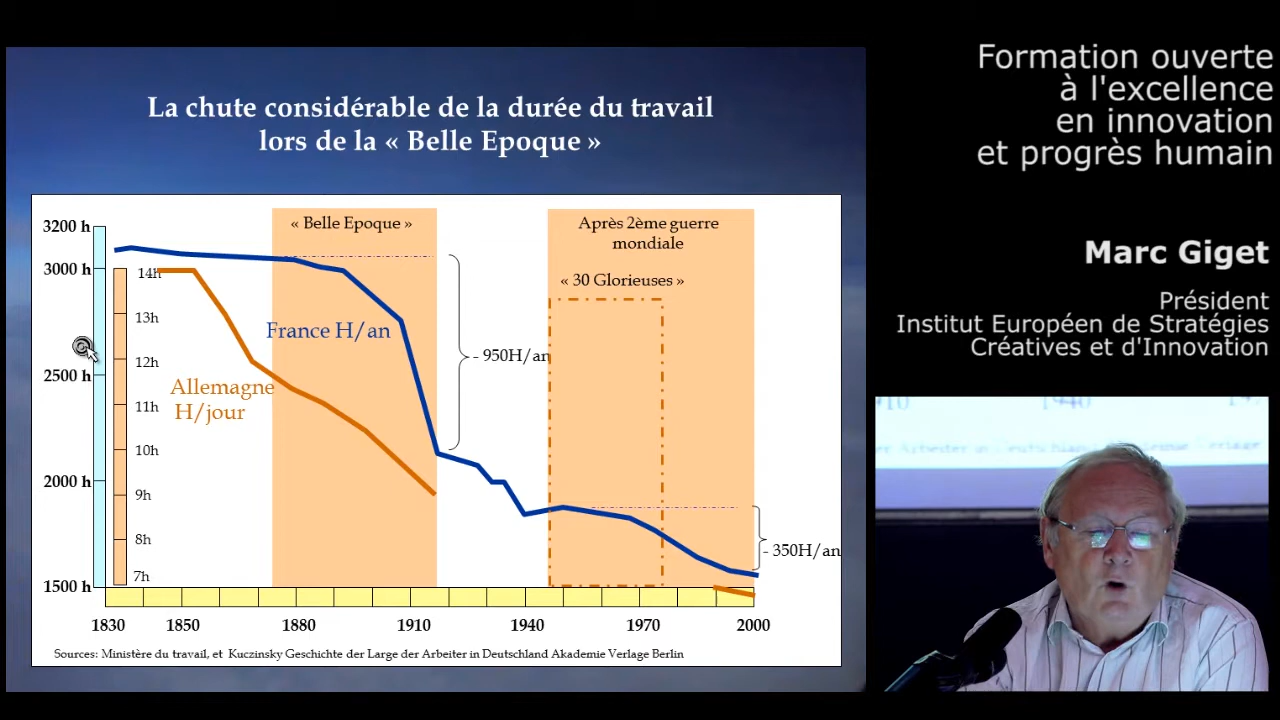 La chute considérable de la durée du travail
lors de la « Belle Epoque »
3200 h
3000 h
2500 h
2000 h
1500 h
14h
13h
12h
11h
10h
9h
8h
7h
« Belle Epoque »
Après 2ème guerre
mondiale
« 30 Glorieuses »
France H/an
Allemagne
H/jour
- 950H/an
- 350H/an
1830
1850
1880
1910
1940
1970
2000
Sources: Ministère du travail, et Kuczinsky Geschichte der Large der Arbeiter in Deutschland Akademie Verlage Berlin
Formation ouverte
à l'excellence
en innovation
et progrès humain
Marc Giget
Président
Institut Européen de Stratégies
Créatives et d'Innovation
1940